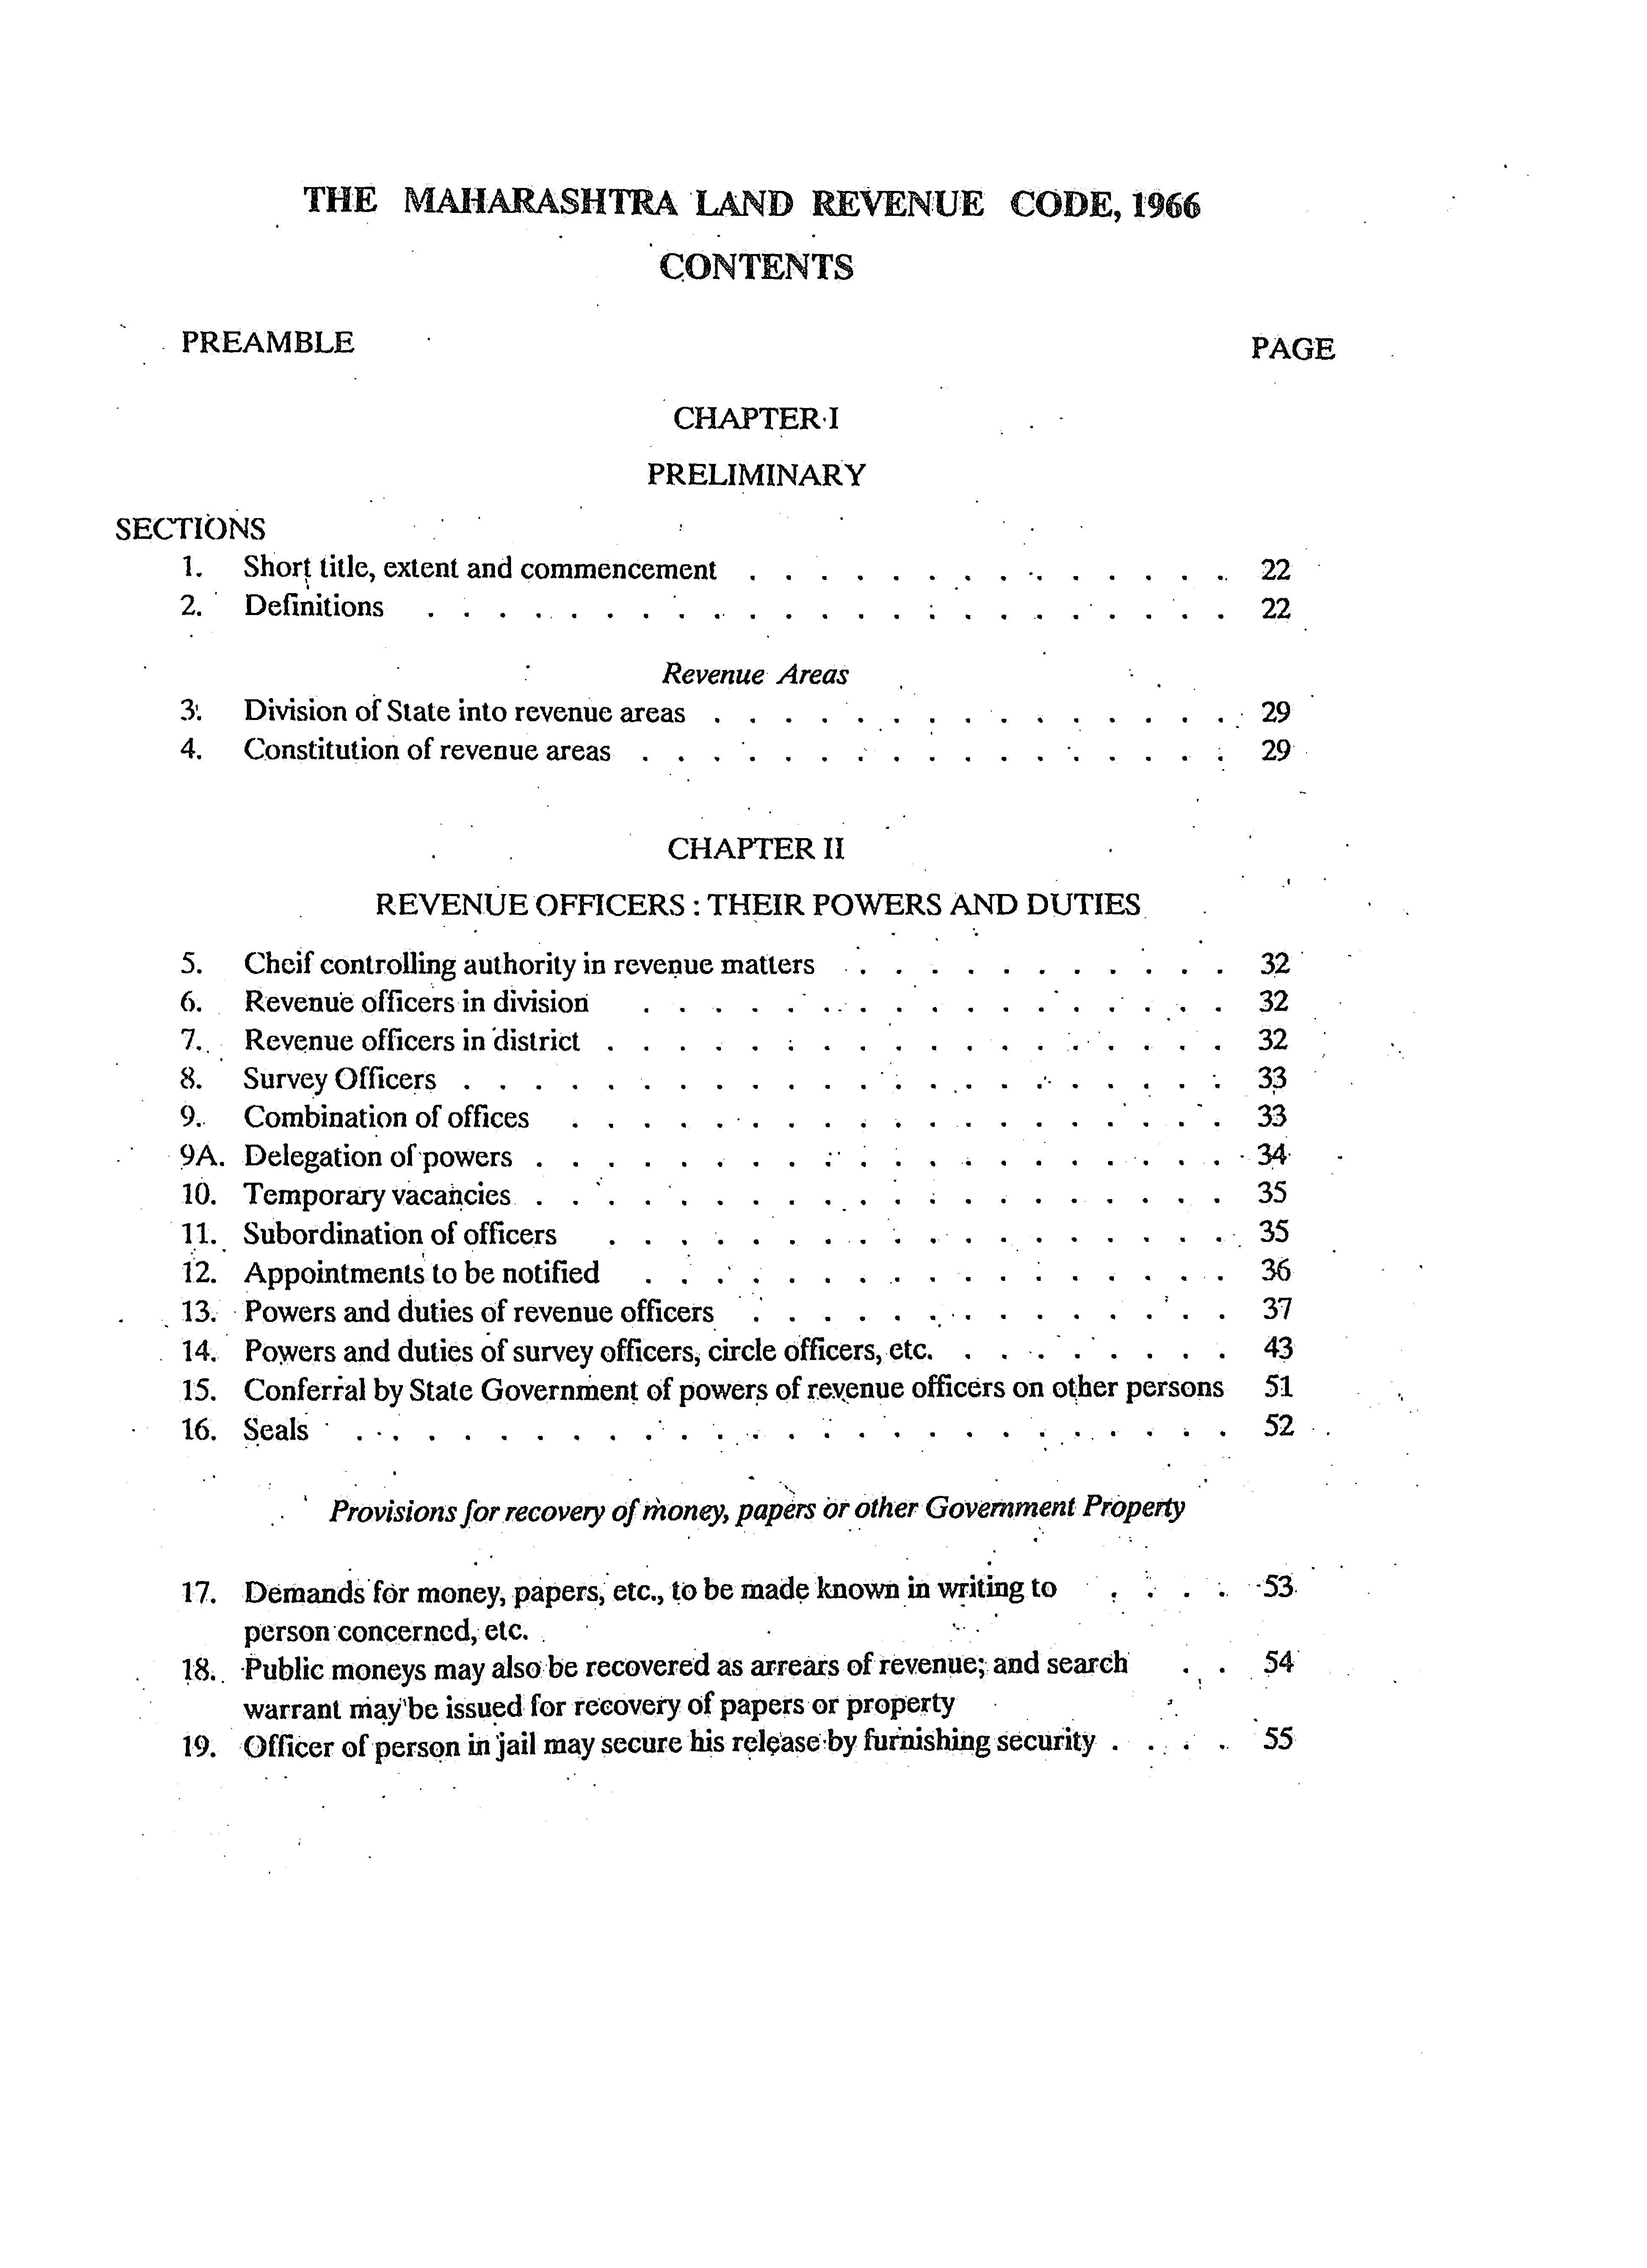 THE MAHARASHTRA LAND REVENUE CODE, 1966
CONTENTS
PREAMBLE PAGE
CHAPTER I
PRELIMINARY
SECTIONS
1. Short title, extent and commencement . . . . . . . . . . . . . . 22
2. Definitions . . . . . . . . . . . . . . . . . . . . . . . 22
Revenue Areas
3. Division of State into revenue areas . . . . . . . . . . . . . . . 29
4. Constitution of revenue areas . . . . . . . . . . . . . . . . . 29
CHAPTER II
REVENUE OFFICERS : THEIR POWERS AND DUTIES
5. Cheif controlling authority in revenue matters . . . . . . . . . . . 32
6. Revenue officers in division . . . . . . . . . . . . . . . . . 32
7. Revenue officers in district . . . . . . . . . . . . . . . . . . 32
8. Survey Officers . . . . . . . . . . . . . . . . . . . . . . 33
9. Combination of offices . . . . . . . . . . . . . . . . . . . 33
9A. Delegation of powers . . . . . . . . . . . . . . . . . . . . 34
10. Temporary vacancies . . . . . . . . . . . . . . . . . . . . 35
11. Subordination of officers . . . . . . . . . . . . . . . . . . 35
12. Appointments to be notified . . . . . . . . . . . . . . . . . 36
13. Powers and duties of revenue officers . . . . . . . . . . . . . . 37
14. Powers and duties of survey officers, circle officers, etc. . . . . . . . . 43
15. Conferral by State Government of powers of revenue officers on other persons 51
16. Seals . . . . . . . . . . . . . . . . . . . . . . . . . 52
Provisions for recovery of money, papers or other Government Property
17. Demands for money, papers, etc., to be made known in writing to . . . . 53
person concerned, etc.
18. Public moneys may also be recovered as arrears of revenue; and search . . 54
warrant may be issued for recovery of papers or property
19. Officer of person in jail may secure his release by furnishing security . . . . 55